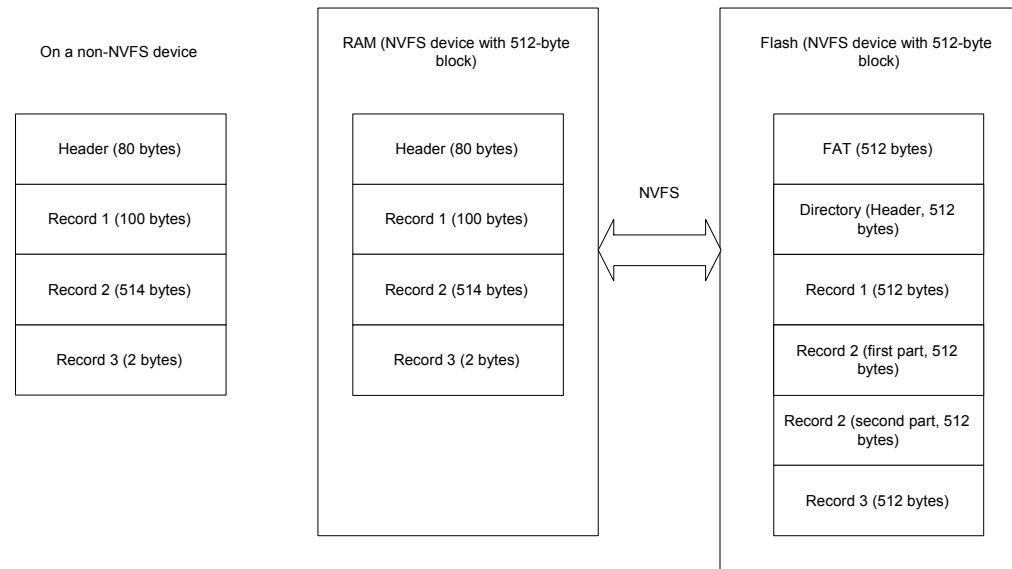 On a non-NVFS device
Header (80 bytes)
Record 1 (100 bytes)
Record 2 (514 bytes)
Record 3 (2 bytes)
RAM (NVFS device with 512-byte
block)
Header (80 bytes)
Record 1 (100 bytes)
Record 2 (514 bytes)
Record 3 (2 bytes)
NVFS
Flash (NVFS device with 512-byte
block)
FAT (512 bytes)
Directory (Header, 512
bytes)
Record 1 (512 bytes)
Record 2 (first part, 512
bytes)
Record 2 (second part, 512
bytes)
Record 3 (512 bytes)